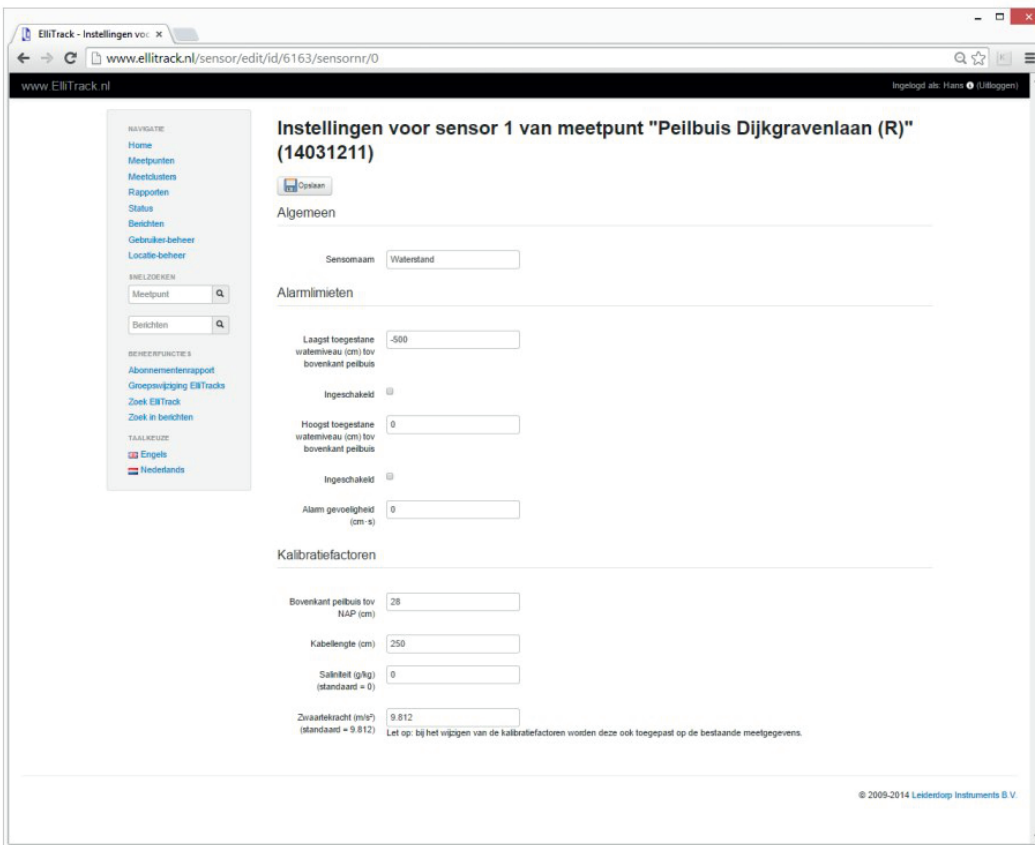 ElliTrack - Instellingen voc
www.ellitrack.nl/sensor/edit/id/6163/sensornr/0
www.ElliTrack.nl
Ingelogd als: Hans (Uitloggen)
NAVIGATIE
Home
Meetpunten
Meetclusters
Rapporten
Status
Berichten
Gebruiker-beheer
Locatie-beheer
SNELZOEKEN
Meetpunt
Berichten
BEHEERFUNCTIES
Abonnementenrapport
Groepswijziging ElliTracks
Zoek ElliTrack
Zoek in berichten
TAALKEUZE
Engels
Nederlands
Instellingen voor sensor 1 van meetpunt "Peilbuis Dijkgravenlaan (R)"
(14031211)
Opslaan
Algemeen
Sensornaam
Waterstand
Alarmlimieten
Laagst toegestane
waterniveau (cm) tov
bovenkant peilbuis
-500
Ingeschakeld
Hoogst toegestane
waterniveau (cm) tov
bovenkant peilbuis
0
Ingeschakeld
Alarm gevoeligheid
(cm·s)
0
Kalibratiefactoren
Bovenkant peilbuis tov
NAP (cm)
28
Kabellengte (cm)
250
Saliniteit (g/kg)
(standaard = 0)
0
Zwaartekracht (m/s²)
(standaard = 9.812)
9.812
Let op: bij het wijzigen van de kalibratiefactoren worden deze ook toegepast op de bestaande meetgegevens.
© 2009-2014 Leiderdorp Instruments B.V.